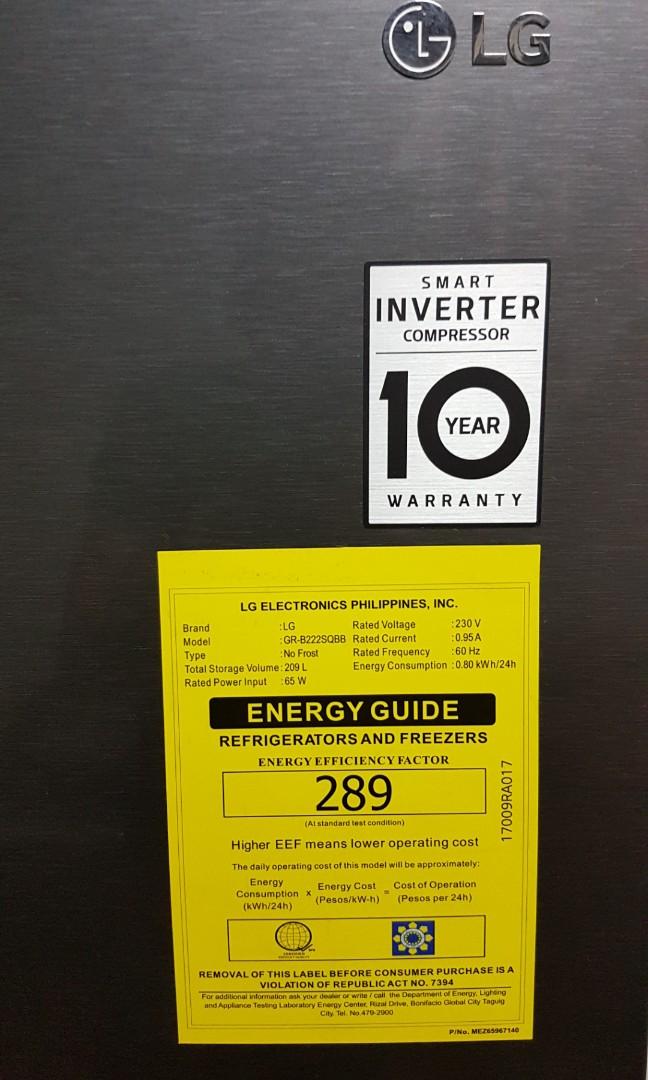 LG LG
SMART
INVERTER
COMPRESSOR
10 YEAR
WARRANTY
LG ELECTRONICS PHILIPPINES, INC.
Brand :LG Rated Voltage :230 V
Model :GR-B222SQBB Rated Current :0.95A
Type :No Frost Rated Frequency :60 Hz
Total Storage Volume :209 L Energy Consumption :0.80 kWh/24h
Rated Power Input :65 W
ENERGY GUIDE
REFRIGERATORS AND FREEZERS
ENERGY EFFICIENCY FACTOR
289
(At standard test condition)
17009RA017
Higher EEF means lower operating cost
The daily operating cost of this model will be approximately:
Energy Consumption (kWh/24h) x Energy Cost (Pesos/kW-h) = Cost of Operation (Pesos per 24h)
REMOVAL OF THIS LABEL BEFORE CONSUMER PURCHASE IS A
VIOLATION OF REPUBLIC ACT NO. 7394
For additional information ask your dealer or write / call the Department of Energy, Lighting
and Appliance Testing Laboratory Energy Center, Rizal Drive, Bonifacio Global City Taguig
City. Tel. No.479-2900
P/No. MEZ65967140